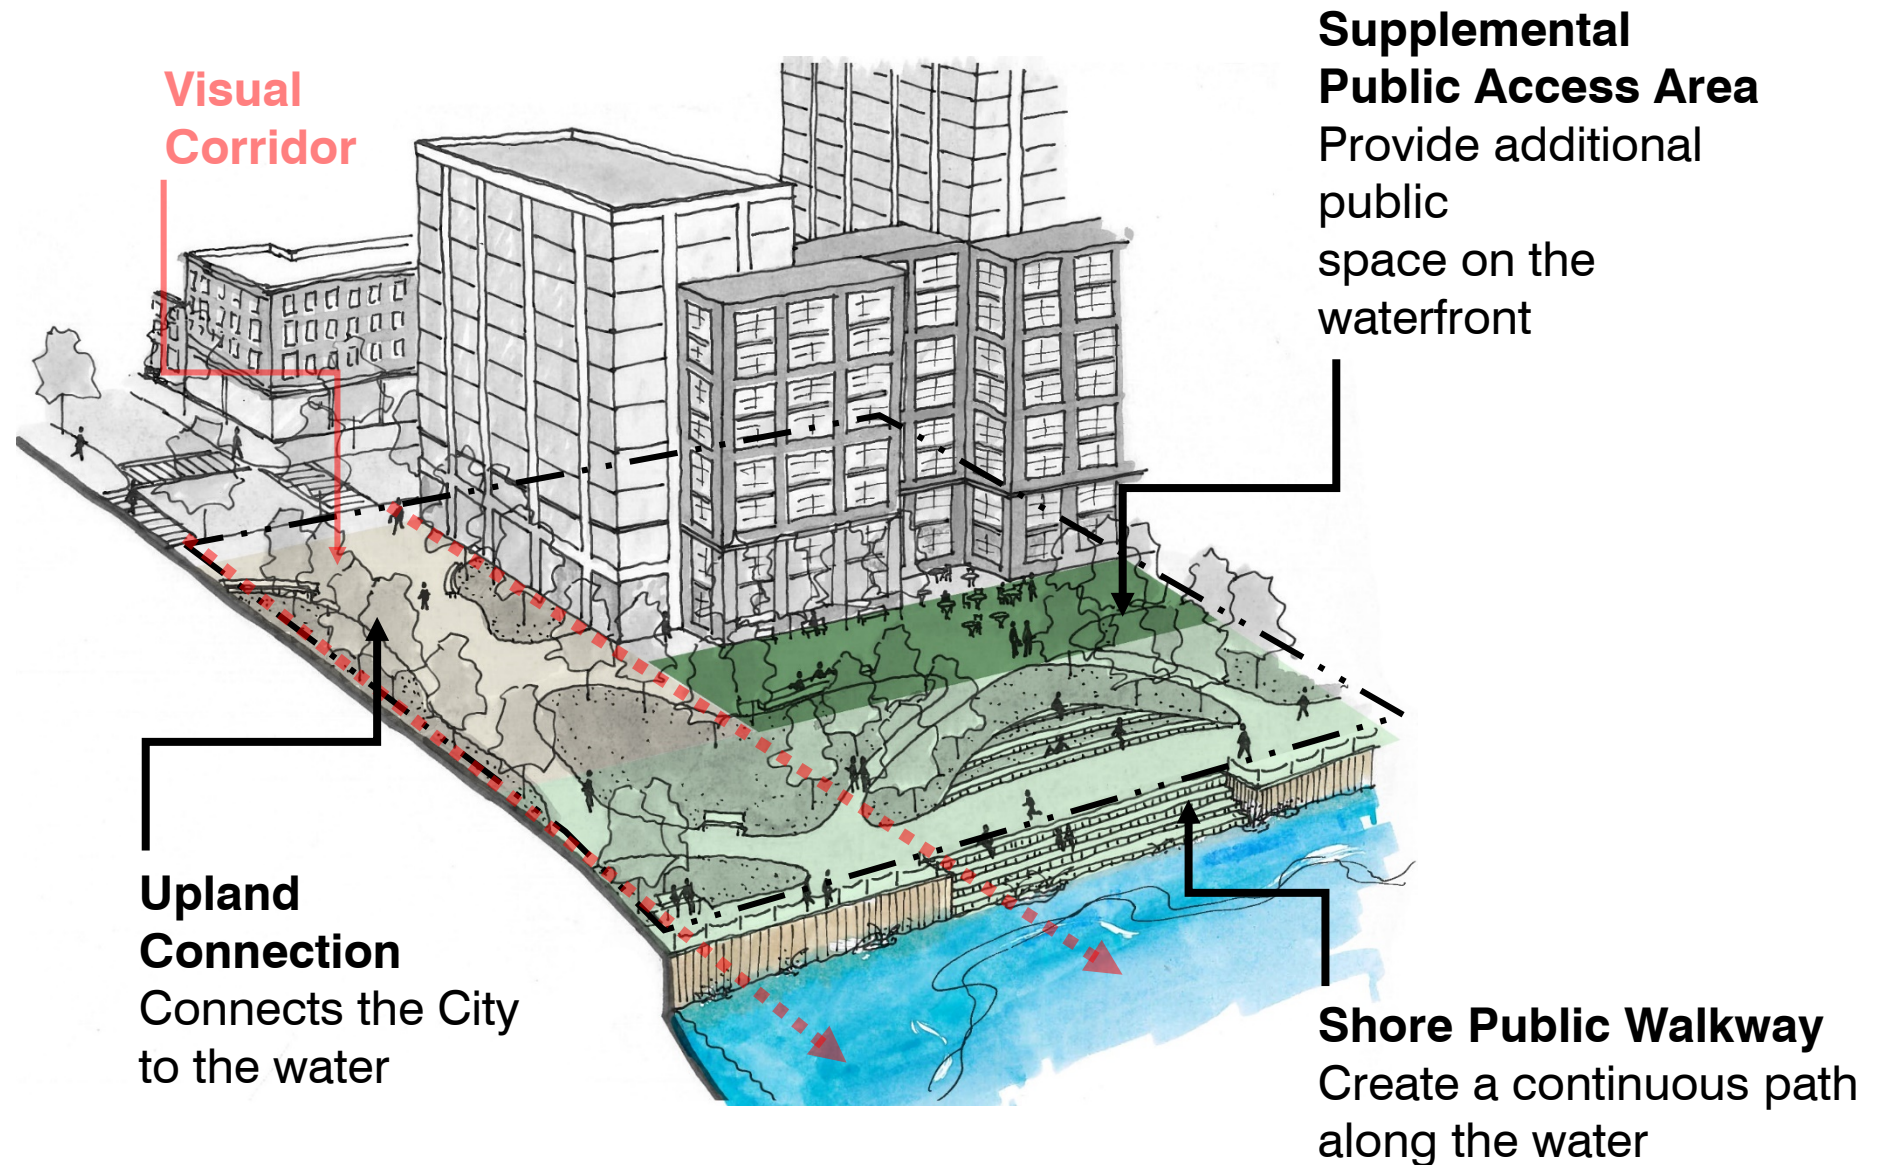 Visual
Corridor
Supplemental
Public Access Area
Provide additional
public
space on the
waterfront
Upland
Connection
Connects the City
to the water
Shore Public Walkway
Create a continuous path
along the water